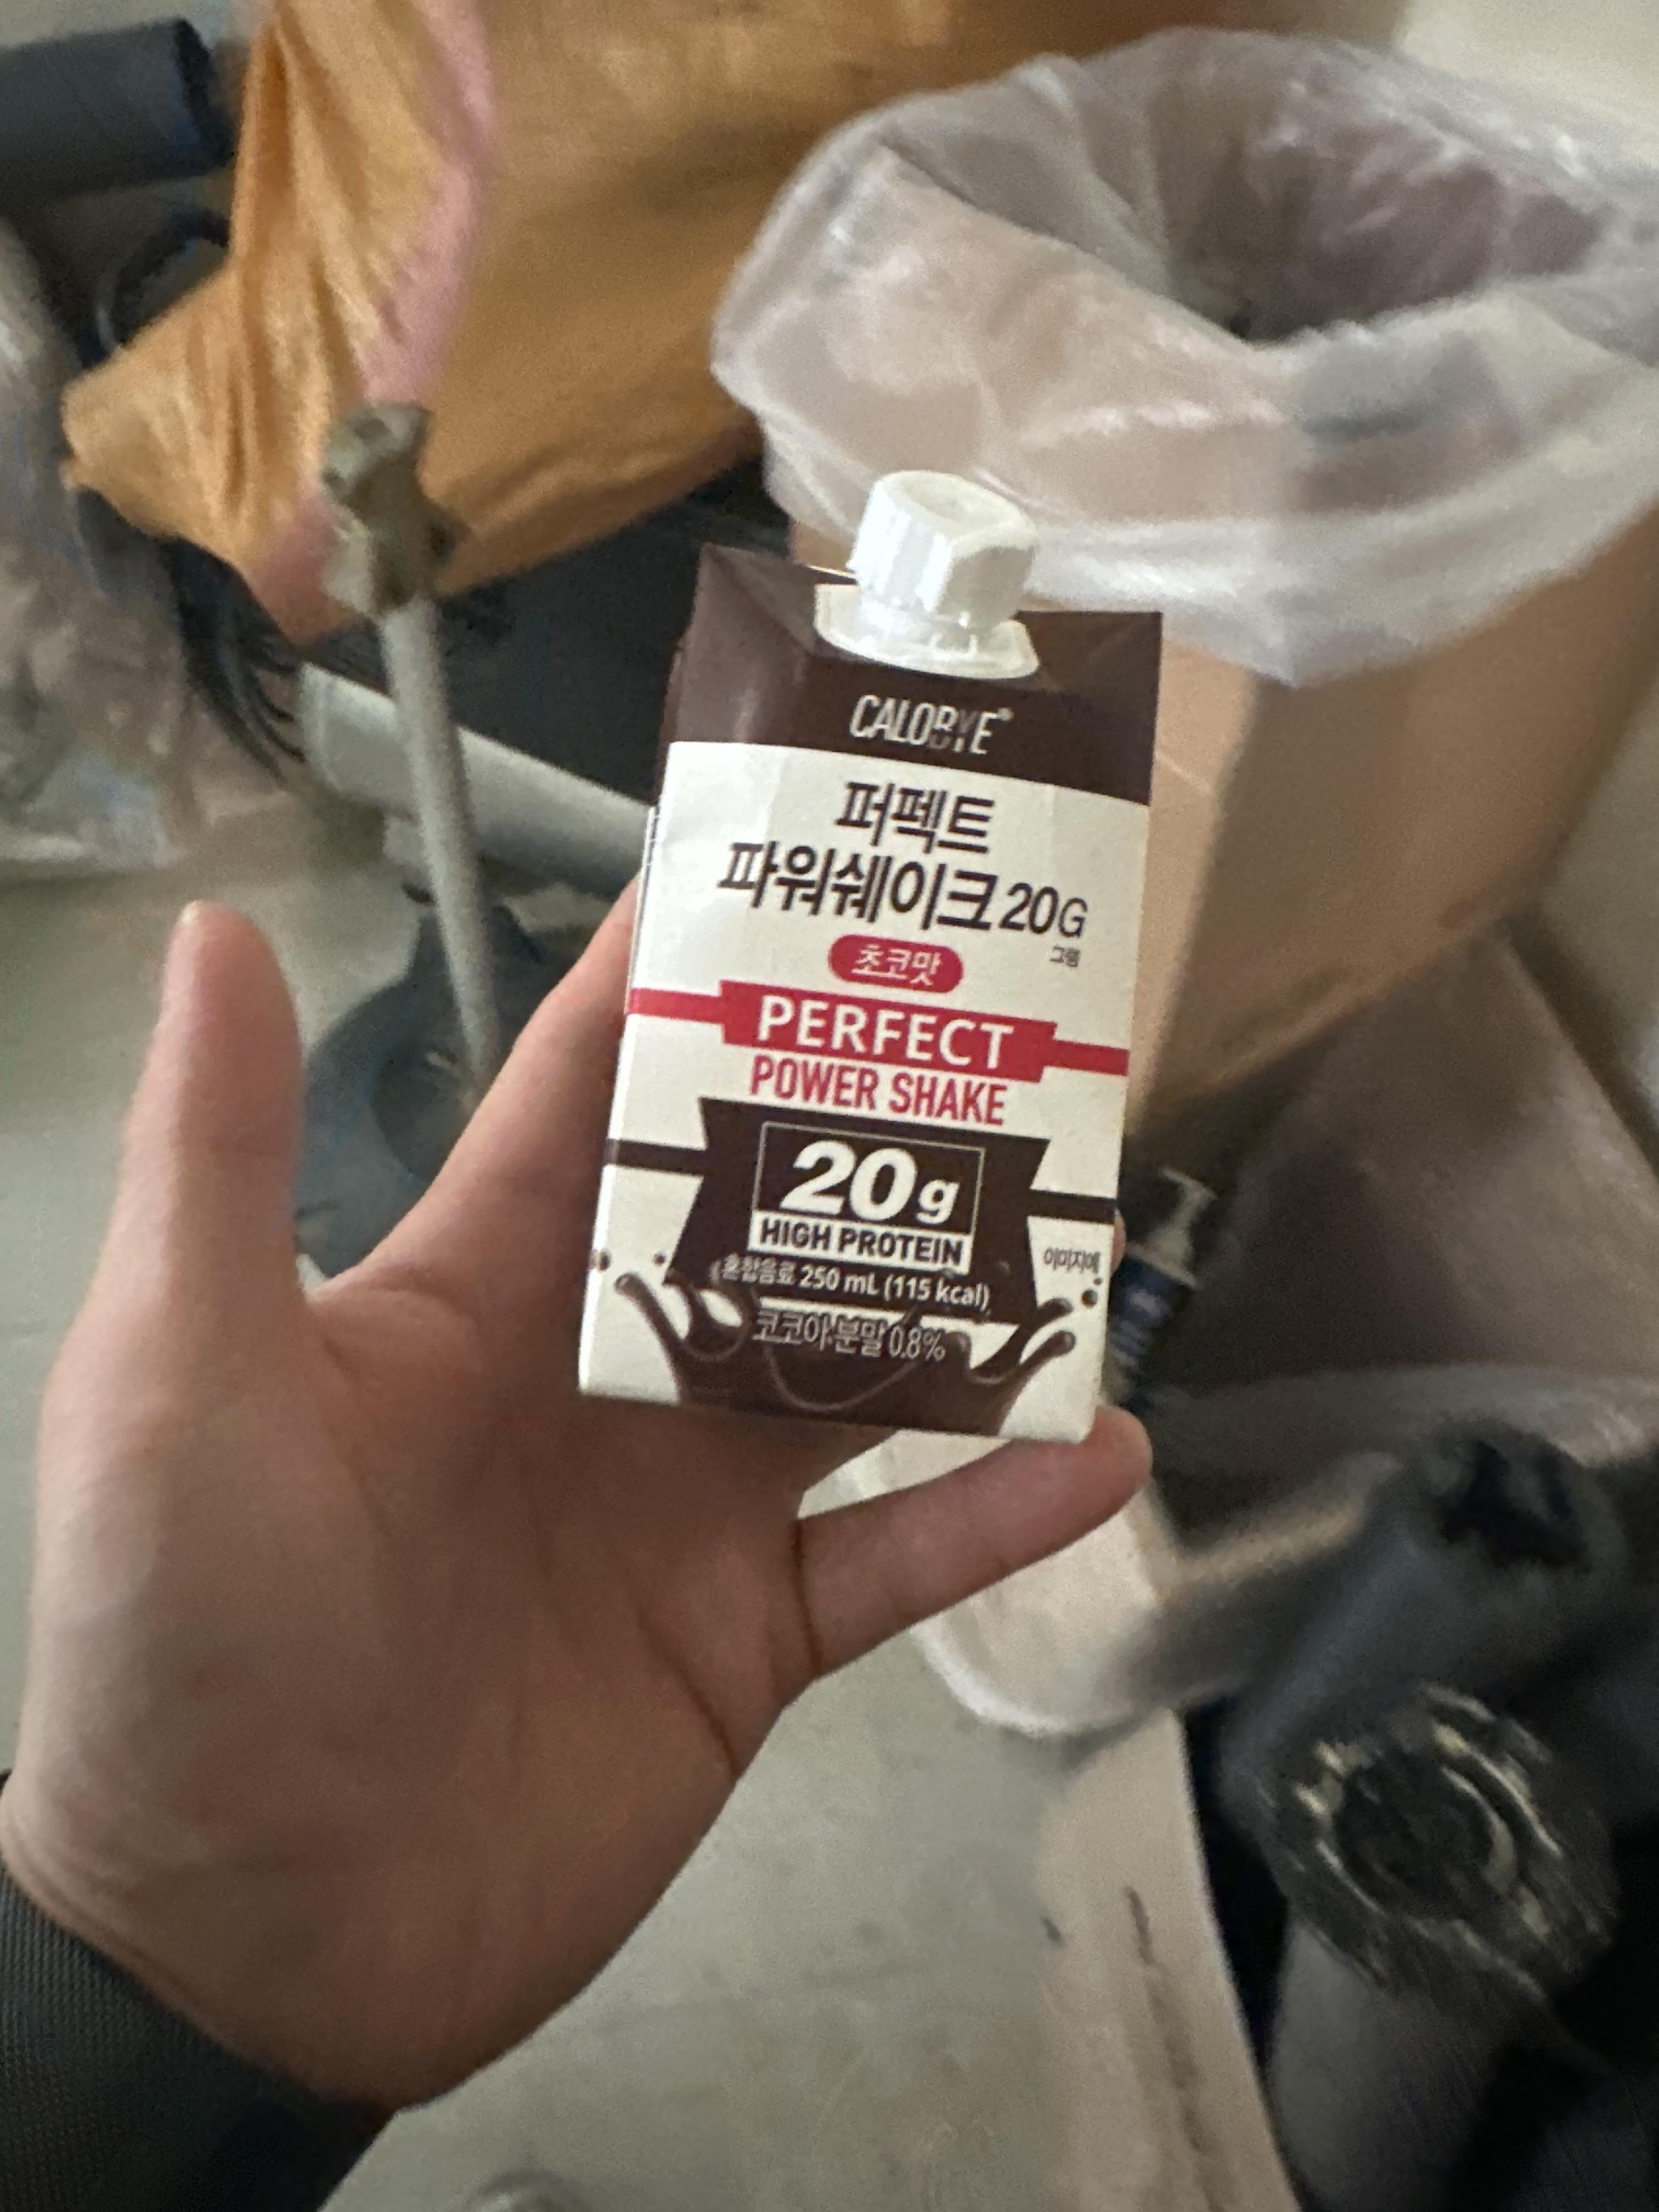 CALOBYE®
퍼펙트
파워쉐이크 20G
그램
초코맛
PERFECT
POWER SHAKE
20g
HIGH PROTEIN
이미지예
혼합음료 250 mL (115 kcal)
코코아분말 0.8%